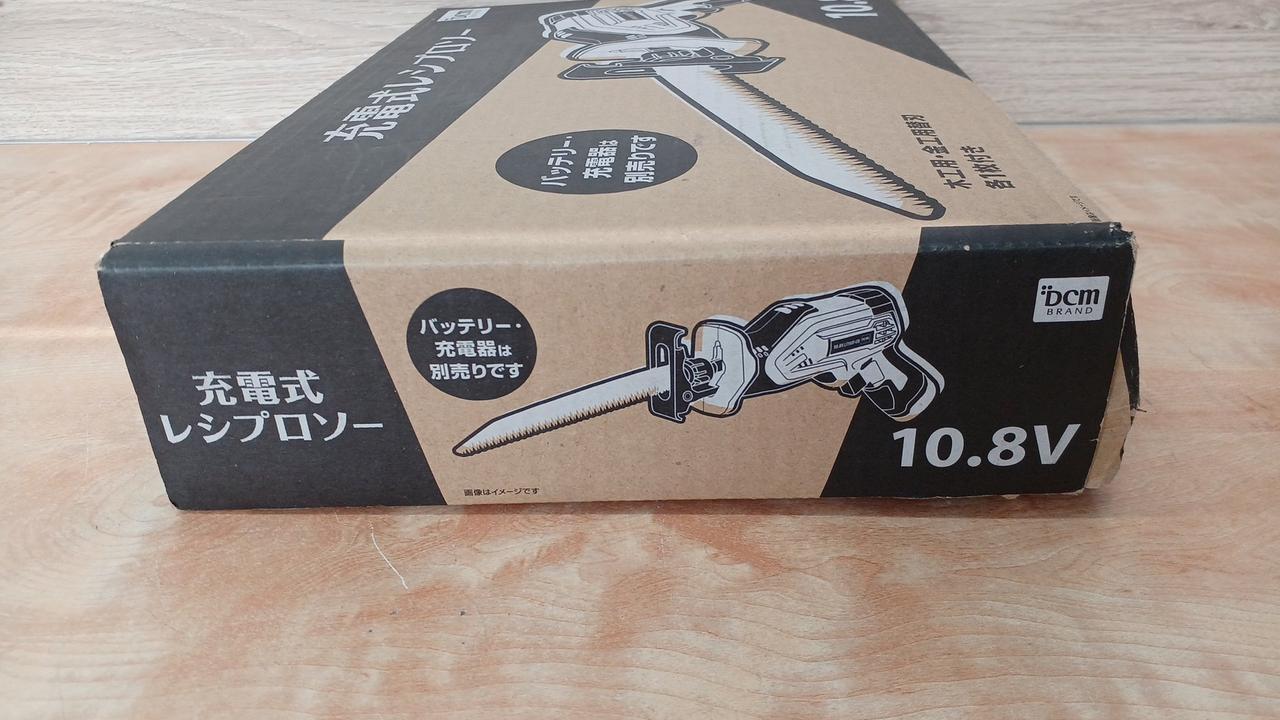 充電式レシプロソー
10.
バッテリー・
充電器は
別売りです
木工用・金工用替刃
各1枚付き
バッテリー・
充電器は
別売りです
充電式
レシプロソー
DCM
BRAND
10.8V
画像はイメージです